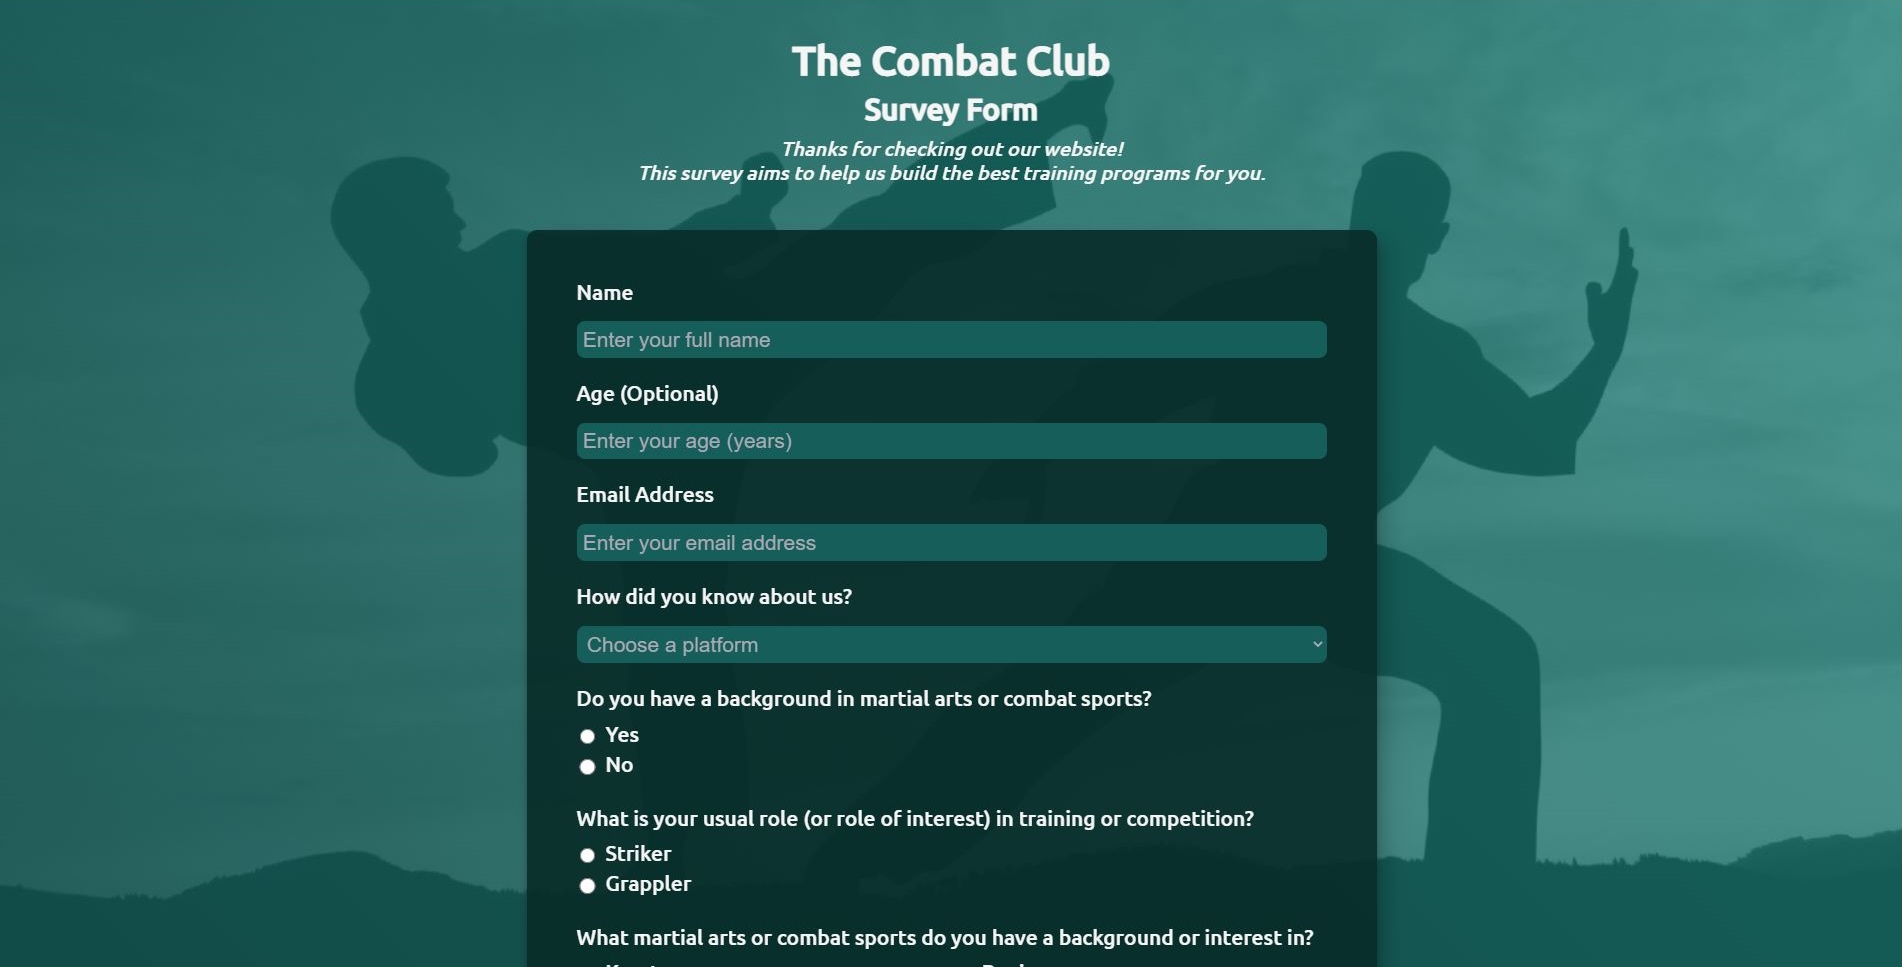 The Combat Club
Survey Form
Thanks for checking out our website!
This survey aims to help us build the best training programs for you.
Name
Enter your full name
Age (Optional)
Enter your age (years)
Email Address
Enter your email address
How did you know about us?
Choose a platform
Do you have a background in martial arts or combat sports?
Yes
No
What is your usual role (or role of interest) in training or competition?
Striker
Grappler
What martial arts or combat sports do you have a background or interest in?